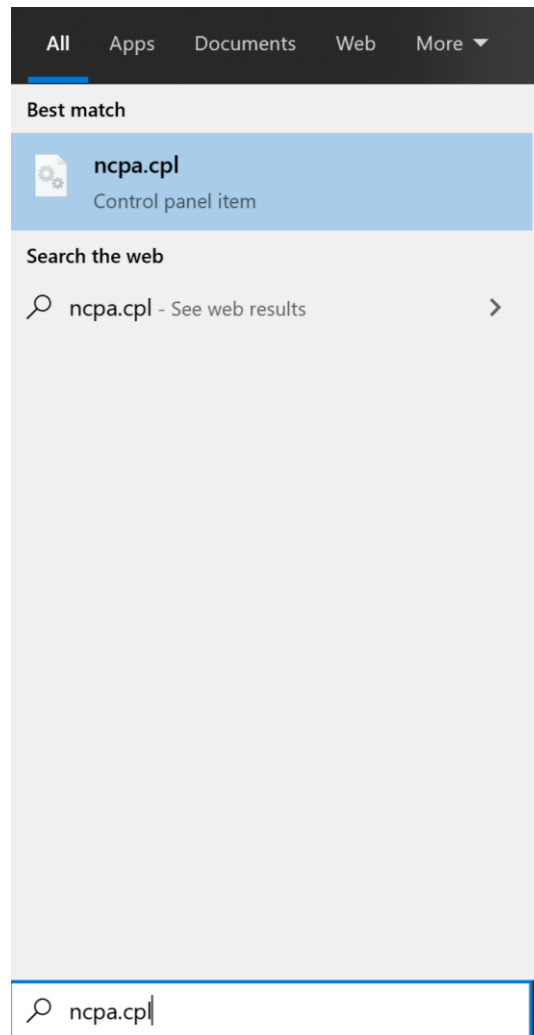 All Apps Documents Web More
Best match
ncpa.cpl
Control panel item
Search the web
ncpa.cpl - See web results
ncpa.cpl